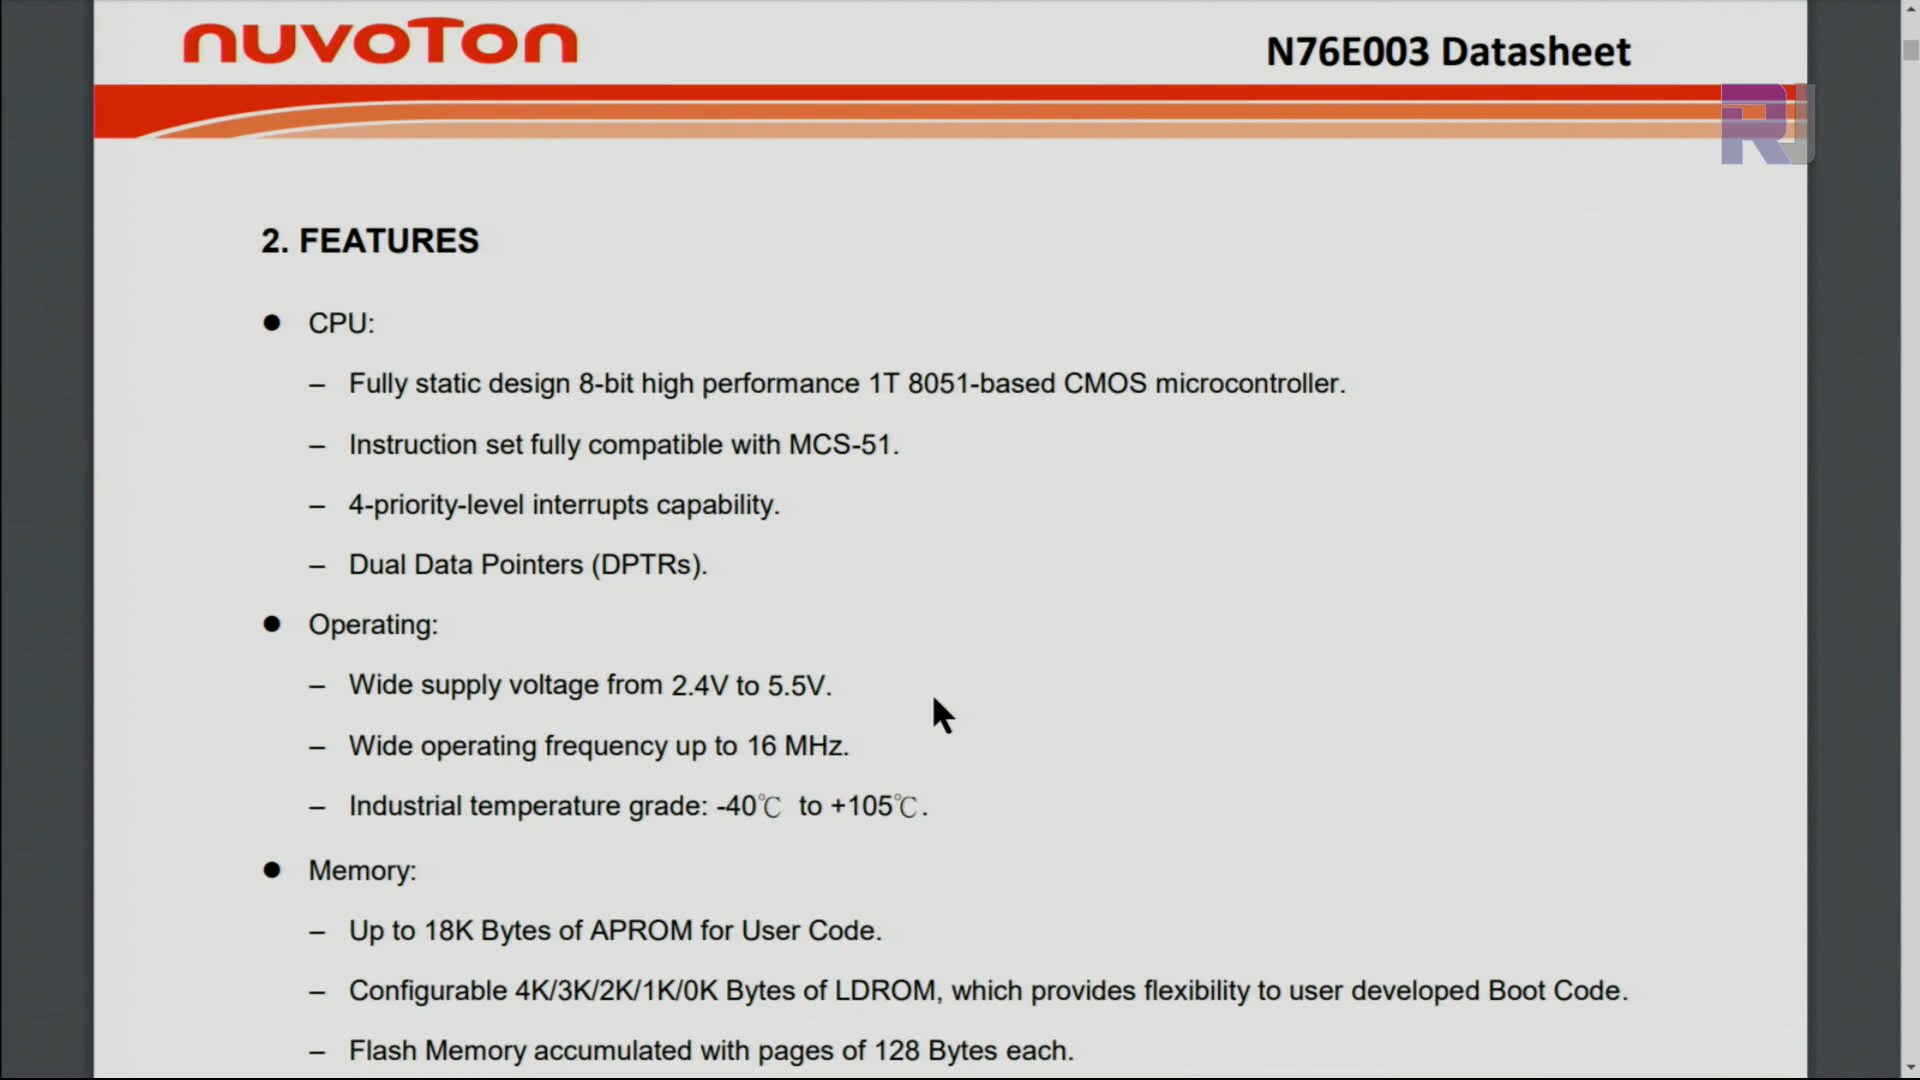 nuvoTon
N76E003 Datasheet
RJ
2. FEATURES
● CPU:
– Fully static design 8-bit high performance 1T 8051-based CMOS microcontroller.
– Instruction set fully compatible with MCS-51.
– 4-priority-level interrupts capability.
– Dual Data Pointers (DPTRs).
● Operating:
– Wide supply voltage from 2.4V to 5.5V.
– Wide operating frequency up to 16 MHz.
– Industrial temperature grade: -40℃ to +105℃.
● Memory:
– Up to 18K Bytes of APROM for User Code.
– Configurable 4K/3K/2K/1K/0K Bytes of LDROM, which provides flexibility to user developed Boot Code.
– Flash Memory accumulated with pages of 128 Bytes each.